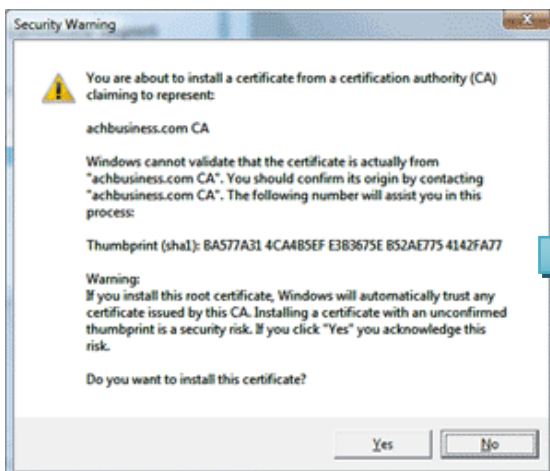 Security Warning
You are about to install a certificate from a certification authority (CA)
claiming to represent:
achbusiness.com CA
Windows cannot validate that the certificate is actually from
"achbusiness.com CA". You should confirm its origin by contacting
"achbusiness.com CA". The following number will assist you in this
process:
Thumbprint (sha1): BA577A31 4CA4B5EF E3B3675E B52AE775 4142FA77
Warning:
If you install this root certificate, Windows will automatically trust any
certificate issued by this CA. Installing a certificate with an unconfirmed
thumbprint is a security risk. If you click "Yes" you acknowledge this
risk.
Do you want to install this certificate?
Yes
No